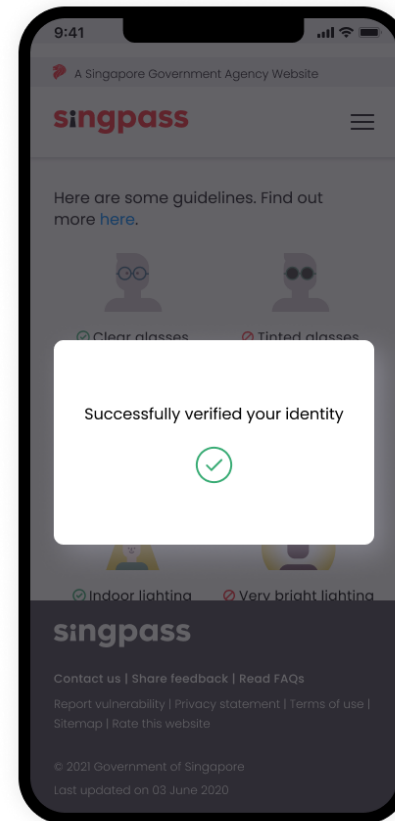 9:41
A Singapore Government Agency Website
singpass
Here are some guidelines. Find out
more here.
Clear glasses
Tinted glasses
Successfully verified your identity
Indoor lighting
Very bright lighting
singpass
Contact us | Share feedback | Read FAQs
Report vulnerability | Privacy statement | Terms of use |
Sitemap | Rate this website
© 2021 Government of Singapore
Last updated on 03 June 2020